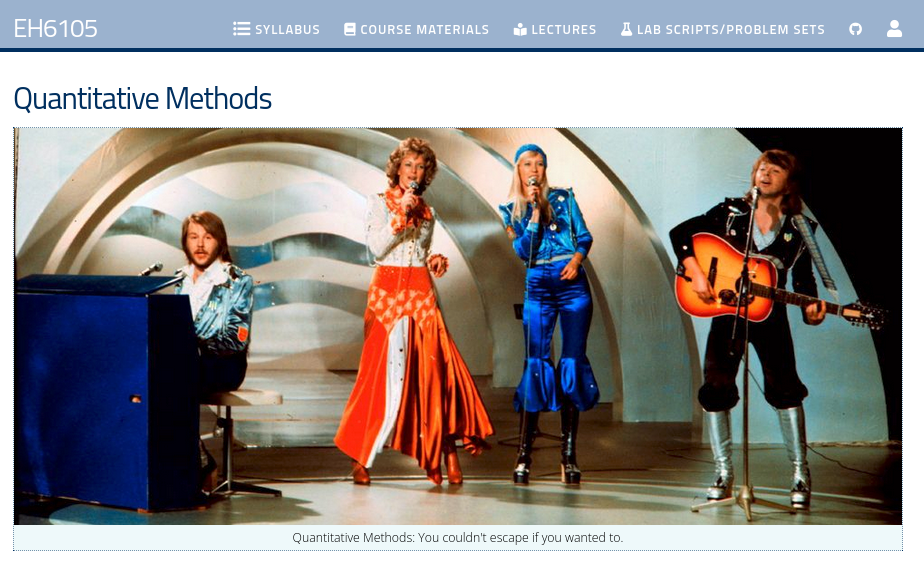 EH6105
SYLLABUS COURSE MATERIALS LECTURES LAB SCRIPTS/PROBLEM SETS
Quantitative Methods
Quantitative Methods: You couldn't escape if you wanted to.